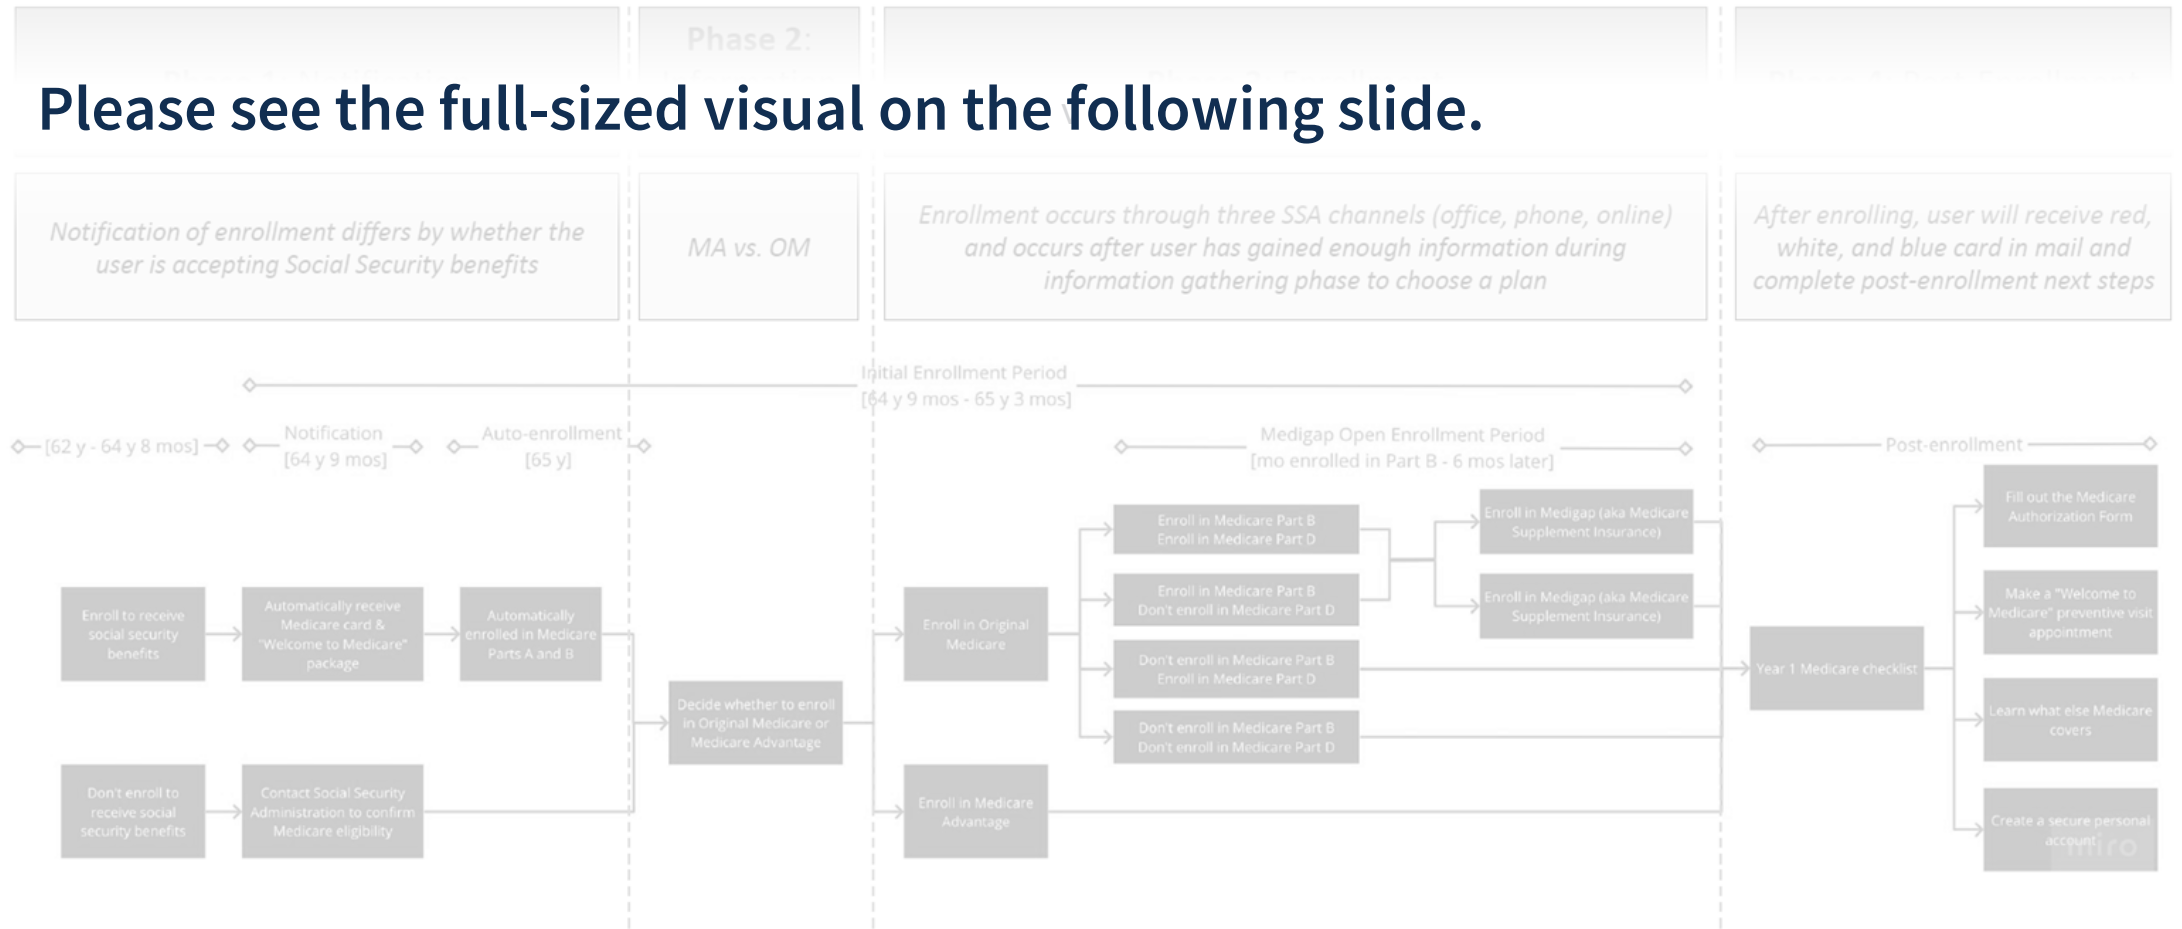 Phase 2:
Please see the full-sized visual on the following slide.
Notification of enrollment differs by whether the
user is accepting Social Security benefits
MA vs. OM
Enrollment occurs through three SSA channels (office, phone, online)
and occurs after user has gained enough information during
information gathering phase to choose a plan
After enrolling, user will receive red,
white, and blue card in mail and
complete post-enrollment next steps
Initial Enrollment Period
[64 y 9 mos - 65 y 3 mos]
[62 y - 64 y 8 mos]
Notification
[64 y 9 mos]
Auto-enrollment
[65 y]
Medigap Open Enrollment Period
[mo enrolled in Part B - 6 mos later]
Post-enrollment
Enroll to receive
social security
benefits
Automatically receive
Medicare card &
"Welcome to Medicare"
package
Automatically
enrolled in Medicare
Parts A and B
Don't enroll to
receive social
security benefits
Contact Social Security
Administration to confirm
Medicare eligibility
Decide whether to enroll
in Original Medicare or
Medicare Advantage
Enroll in Original
Medicare
Enroll in Medicare
Advantage
Enroll in Medicare Part B
Enroll in Medicare Part D
Enroll in Medicare Part B
Don't enroll in Medicare Part D
Don't enroll in Medicare Part B
Enroll in Medicare Part D
Don't enroll in Medicare Part B
Don't enroll in Medicare Part D
Enroll in Medigap (aka Medicare
Supplement Insurance)
Enroll in Medigap (aka Medicare
Supplement Insurance)
Year 1 Medicare checklist
Fill out the Medicare
Authorization Form
Make a "Welcome to
Medicare" preventive visit
appointment
Learn what else Medicare
covers
Create a secure personal
account
miro